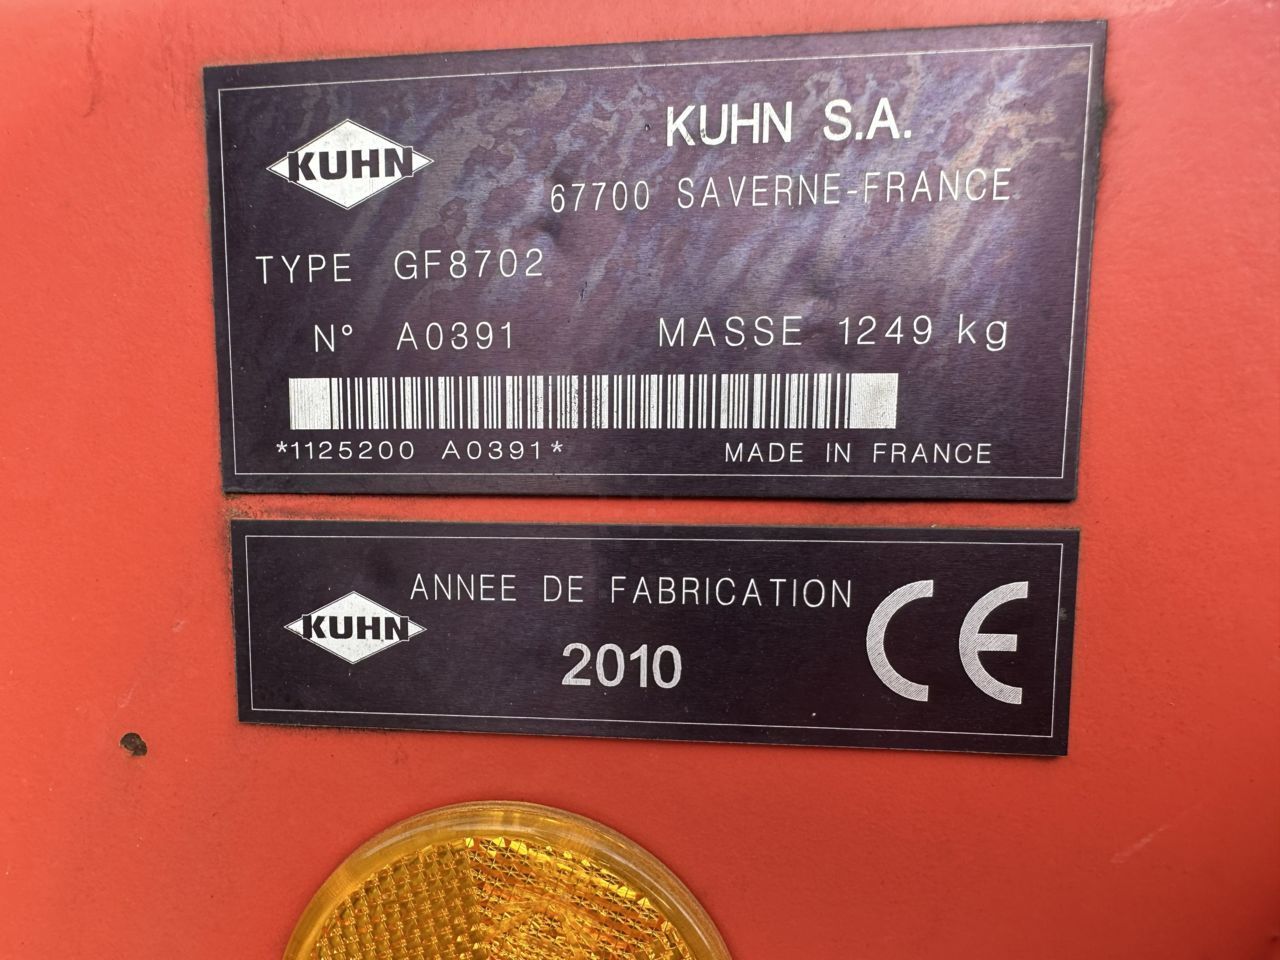 KUHN
KUHN S.A.
67700 SAVERNE-FRANCE
TYPE GF8702
N° A0391 MASSE 1249 kg
*1125200 A0391* MADE IN FRANCE
KUHN
ANNEE DE FABRICATION
2010
CE